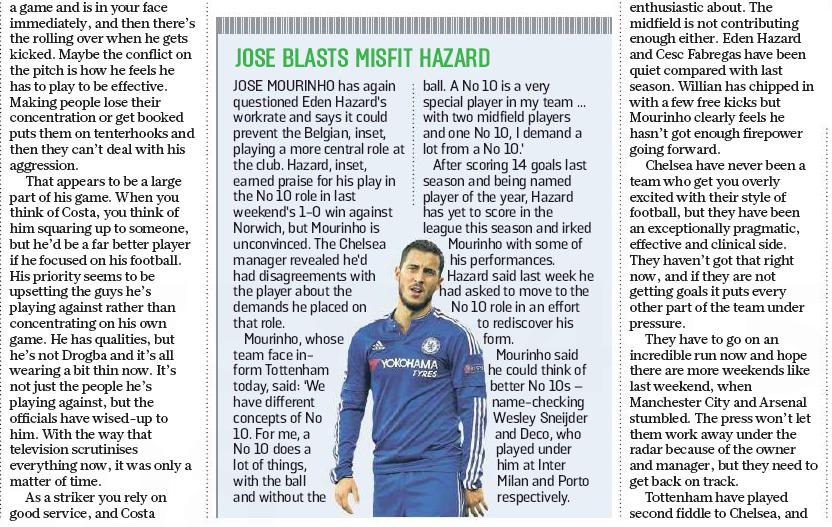 a game and is in your face
immediately, and then there's
the rolling over when he gets
kicked. Maybe the conflict on
the pitch is how he feels he
has to play to be effective.
Making people lose their
concentration or get booked
puts them on tenterhooks and
then they can't deal with his
aggression.
That appears to be a large
part of his game. When you
think of Costa, you think of
him squaring up to someone,
but he'd be a far better player
if he focused on his football.
His priority seems to be
upsetting the guys he's
playing against rather than
concentrating on his own
game. He has qualities, but
he's not Drogba and it's all
wearing a bit thin now. It's
not just the people he's
playing against, but the
officials have wised-up to
him. With the way that
television scrutinises
everything now, it was only a
matter of time.
As a striker you rely on
good service, and Costa
JOSE BLASTS MISFIT HAZARD
JOSE MOURINHO has again
questioned Eden Hazard's
workrate and says it could
prevent the Belgian, inset,
playing a more central role at
the club. Hazard, inset,
earned praise for his play in
the No 10 role in last
weekend's 1-0 win against
Norwich, but Mourinho is
unconvinced. The Chelsea
manager revealed he'd
had disagreements with
the player about the
demands he placed on
that role.
Mourinho, whose
team face in-
form Tottenham
today, said: 'We
have different
concepts of No
10. For me, a
No 10 does a
lot of things,
with the ball
and without the
ball. A No 10 is a very
special player in my team ...
with two midfield players
and one No 10, I demand a
lot from a No 10.'
After scoring 14 goals last
season and being named
player of the year, Hazard
has yet to score in the
league this season and irked
Mourinho with some of
his performances.
Hazard said last week he
had asked to move to the
No 10 role in an effort
to rediscover his
form.
Mourinho said
he could think of
better No 10s –
name-checking
Wesley Sneijder
and Deco, who
played under
him at Inter
Milan and Porto
respectively.
YOKOHAMA
TYRES
enthusiastic about. The
midfield is not contributing
enough either. Eden Hazard
and Cesc Fabregas have been
quiet compared with last
season. Willian has chipped in
with a few free kicks but
Mourinho clearly feels he
hasn't got enough firepower
going forward.
Chelsea have never been a
team who get you overly
excited with their style of
football, but they have been
an exceptionally pragmatic,
effective and clinical side.
They haven't got that right
now, and if they are not
getting goals it puts every
other part of the team under
pressure.
They have to go on an
incredible run now and hope
there are more weekends like
last weekend, when
Manchester City and Arsenal
stumbled. The press won't let
them work away under the
radar because of the owner
and manager, but they need to
get back on track.
Tottenham have played
second fiddle to Chelsea, and